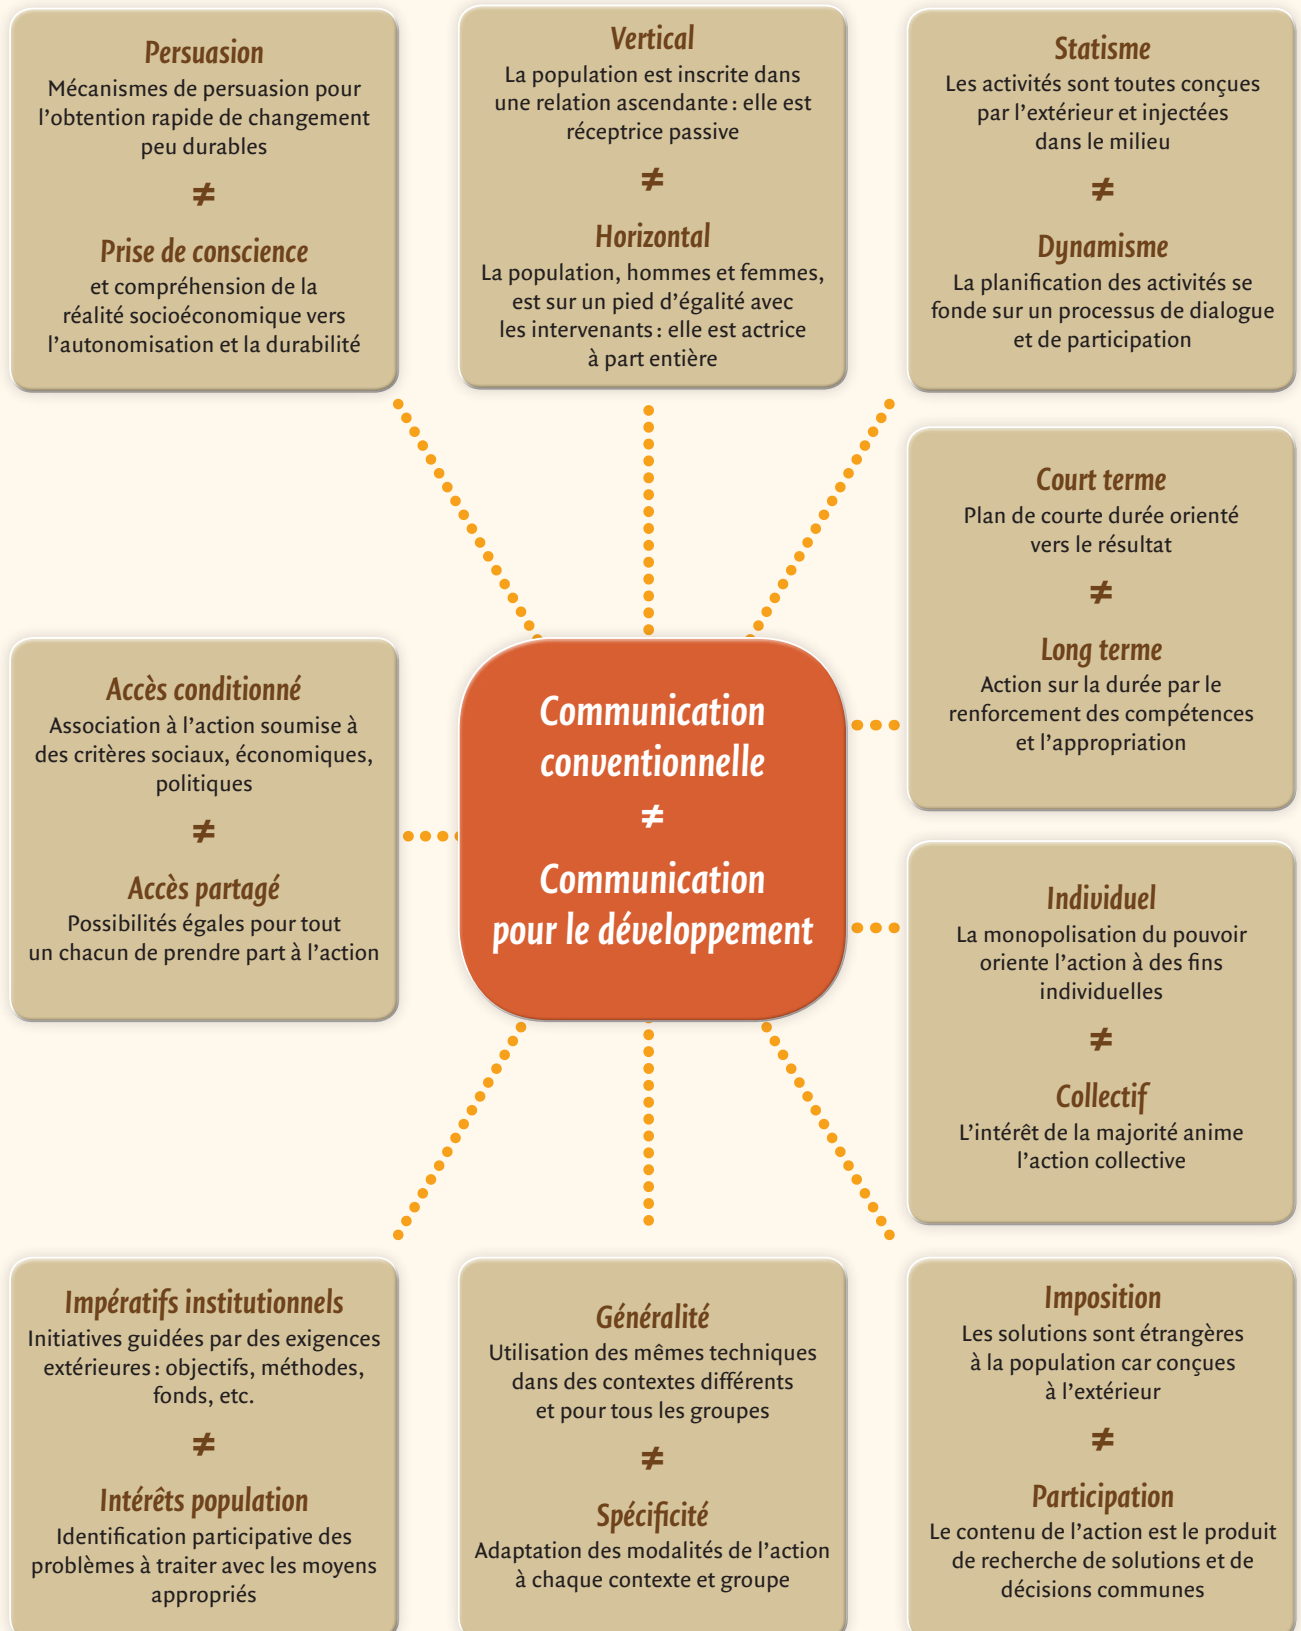 Persuasion
Mécanismes de persuasion pour
l'obtention rapide de changement
peu durables
≠
Prise de conscience
et compréhension de la
réalité socioéconomique vers
l'autonomisation et la durabilité
Vertical
La population est inscrite dans
une relation ascendante : elle est
réceptrice passive
≠
Horizontal
La population, hommes et femmes,
est sur un pied d'égalité avec
les intervenants : elle est actrice
à part entière
Statisme
Les activités sont toutes conçues
par l'extérieur et injectées
dans le milieu
≠
Dynamisme
La planification des activités se
fonde sur un processus de dialogue
et de participation
Court terme
Plan de courte durée orienté
vers le résultat
≠
Long terme
Action sur la durée par le
renforcement des compétences
et l'appropriation
Accès conditionné
Association à l'action soumise à
des critères sociaux, économiques,
politiques
≠
Accès partagé
Possibilités égales pour tout
un chacun de prendre part à l'action
Communication
conventionnelle
≠
Communication
pour le développement
Individuel
La monopolisation du pouvoir
oriente l'action à des fins
individuelles
≠
Collectif
L'intérêt de la majorité anime
l'action collective
Impératifs institutionnels
Initiatives guidées par des exigences
extérieures : objectifs, méthodes,
fonds, etc.
≠
Intérêts population
Identification participative des
problèmes à traiter avec les moyens
appropriés
Généralité
Utilisation des mêmes techniques
dans des contextes différents
et pour tous les groupes
≠
Spécificité
Adaptation des modalités de l'action
à chaque contexte et groupe
Imposition
Les solutions sont étrangères
à la population car conçues
à l'extérieur
≠
Participation
Le contenu de l'action est le produit
de recherche de solutions et de
décisions communes